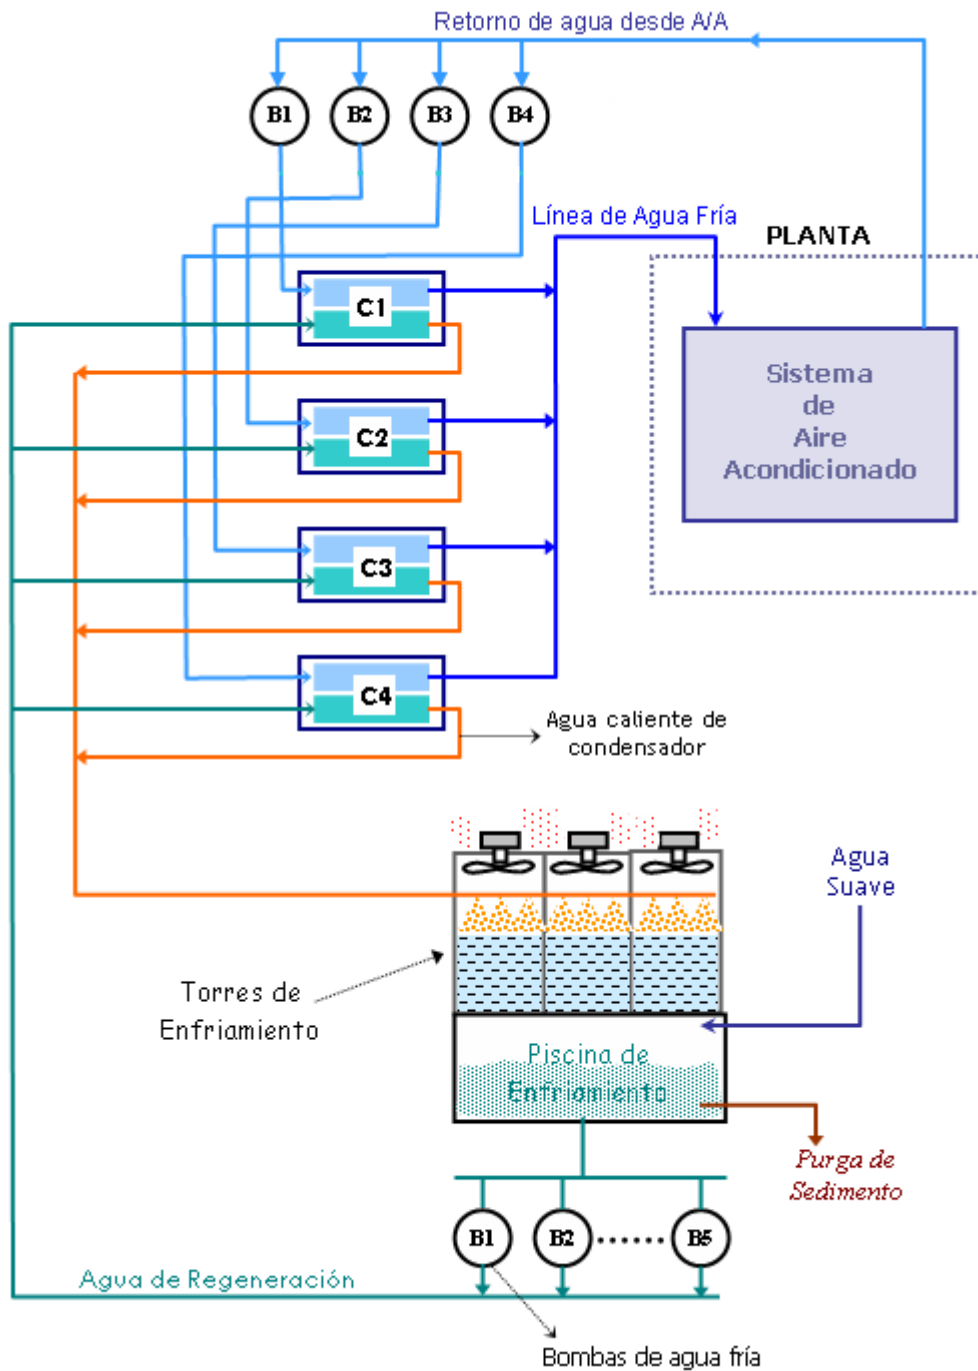 Retorno de agua desde A/A
B1
B2
B3
B4
Línea de Agua Fría
PLANTA
C1
Sistema
de
Aire
Acondicionado
C2
C3
C4
Agua caliente de
condensador
Agua
Suave
Torres de
Enfriamiento
Piscina de
Enfriamiento
Purga de
Sedimento
B1
B2
B5
Agua de Regeneración
Bombas de agua fría